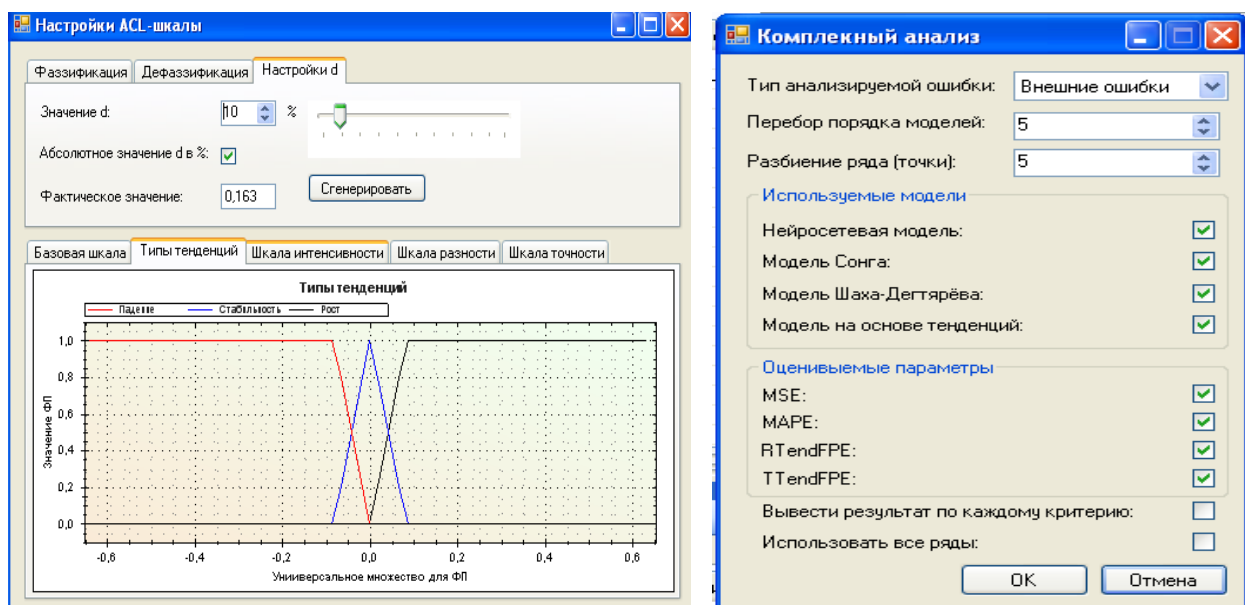 Настройки ACL-шкалы
Фаззификация Дефаззификация Настройки d
Значение d: 10 %
Абсолютное значение d в %:
Фактическое значение: 0,163 Сгенерировать
Базовая шкала Типы тенденций Шкала интенсивности Шкала разности Шкала точности
Типы тенденций
Падение Стабильность Рост
1,0
0,8
0,6
0,4
0,2
0,0
Значение ФП
-0,6 -0,4 -0,2 0,0 0,2 0,4 0,6
Универсальное множество для ФП
Комплекный анализ
Тип анализируемой ошибки: Внешние ошибки
Перебор порядка моделей: 5
Разбиение ряда (точки): 5
Используемые модели
Нейросетевая модель:
Модель Сонга:
Модель Шаха-Дегтярёва:
Модель на основе тенденций:
Оценивыемые параметры
MSE:
MAPE:
RTendFPE:
TTendFPE:
Вывести результат по каждому критерию:
Использовать все ряды:
OK Отмена